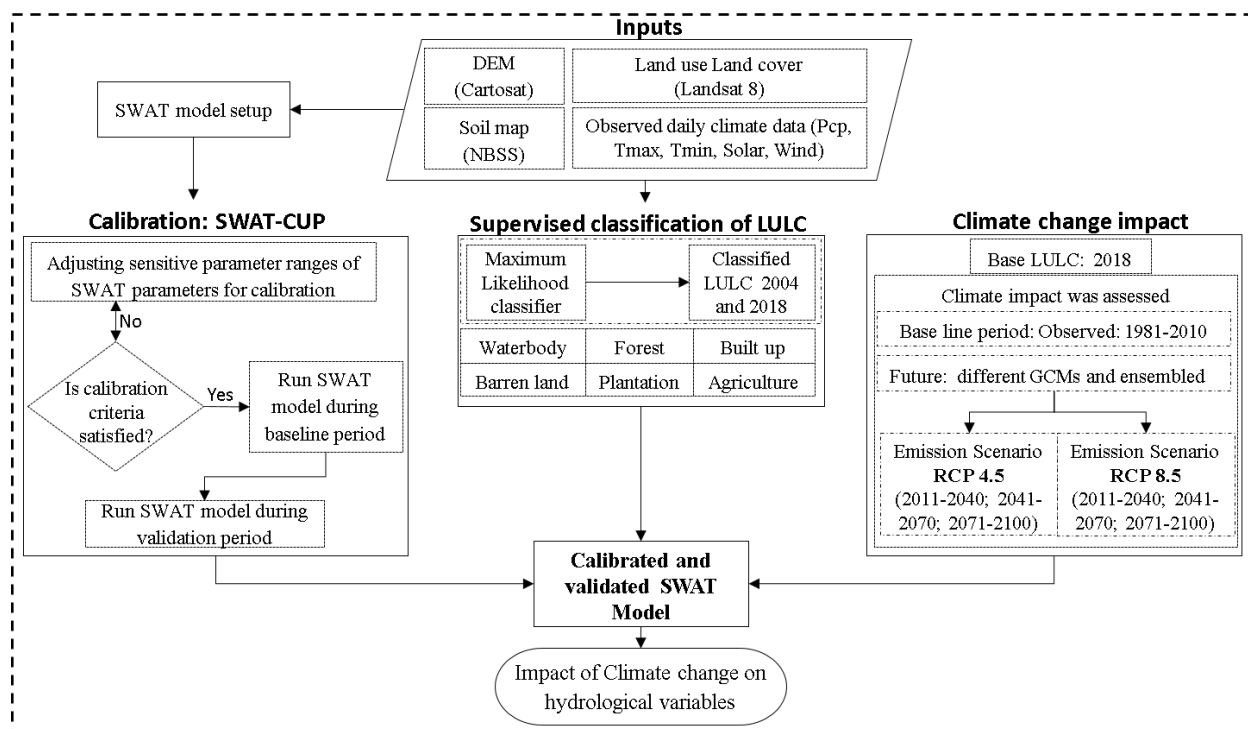 Inputs
DEM
(Cartosat)
Land use Land cover
(Landsat 8)
Soil map
(NBSS)
Observed daily climate data (Pcp,
Tmax, Tmin, Solar, Wind)
SWAT model setup
Calibration: SWAT-CUP
Adjusting sensitive parameter ranges of
SWAT parameters for calibration
No
Is calibration
criteria
satisfied?
Yes
Run SWAT
model during
baseline period
Run SWAT model during
validation period
Supervised classification of LULC
Maximum
Likelihood
classifier
Classified
LULC 2004
and 2018
Waterbody
Forest
Built up
Barren land
Plantation
Agriculture
Climate change impact
Base LULC: 2018
Climate impact was assessed
Base line period: Observed: 1981-2010
Future: different GCMs and ensembled
Emission Scenario
RCP 4.5
(2011-2040; 2041-
2070; 2071-2100)
Emission Scenario
RCP 8.5
(2011-2040; 2041-
2070; 2071-2100)
Calibrated and
validated SWAT
Model
Impact of Climate change on
hydrological variables